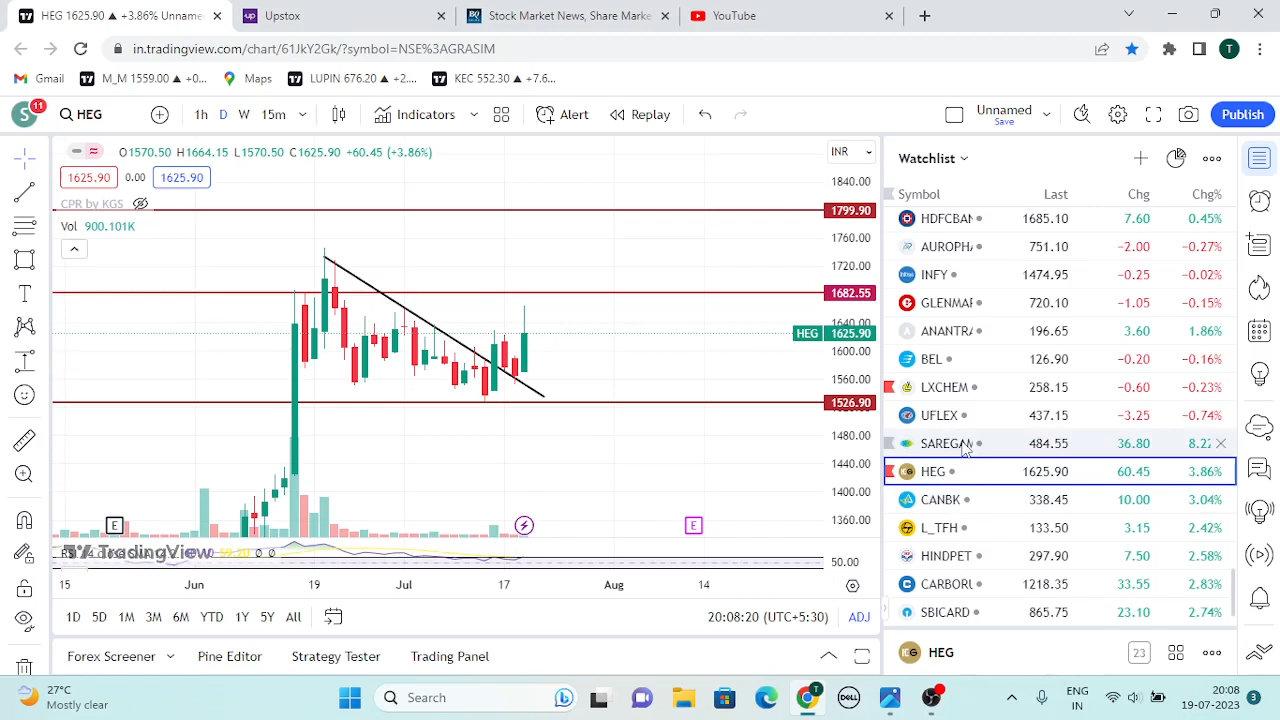 HEG 1625.90 ▲ +3.86% Unname
Upstox
Stock Market News, Share Marke
YouTube
in.tradingview.com/chart/61JkY2Gk/?symbol=NSE%3AGRASIM
T
Gmail
M_M 1559.00 ▲ +0...
Maps
LUPIN 676.20 ▲ +2....
KEC 552.30 ▲ +7.6...
S
11
HEG
1h D W 15m
Indicators
Alert
Replay
Unnamed
Save
Publish
O1570.50 H1664.15 L1570.50 C1625.90 +60.45 (+3.86%)
INR
1625.90 0.00 1625.90
CPR by KGS
Vol 900.101K
1840.00
1799.90
1760.00
1720.00
1682.55
1640.00
HEG 1625.90
1600.00
1560.00
1526.90
1480.00
1440.00
1400.00
1360.00
50.00
E
E
TradingView
15 Jun 19 Jul 17 Aug 14
1D 5D 1M 3M 6M YTD 1Y 5Y All
20:08:20 (UTC+5:30)
ADJ
Forex Screener
Pine Editor
Strategy Tester
Trading Panel
Watchlist
Symbol Last Chg Chg%
HDFCBAN 1685.10 7.60 0.45%
AUROPHA 751.10 −2.00 −0.27%
INFY 1474.95 −0.25 −0.02%
GLENMAR 720.10 −1.05 −0.15%
ANANTRA 196.65 3.60 1.86%
BEL 126.90 −0.20 −0.16%
LXCHEM 258.15 −0.60 −0.23%
UFLEX 437.15 −3.25 −0.74%
SAREGAM 484.55 36.80 8.22
HEG 1625.90 60.45 3.86%
CANBK 338.45 10.00 3.04%
L_TFH 133.50 3.15 2.42%
HINDPET 297.90 7.50 2.58%
CARBORU 1218.35 33.55 2.83%
SBICARD 865.75 23.10 2.74%
HEG
23
27°C
Mostly clear
Search
DELL
ENG
IN
20:08
19-07-2023
3